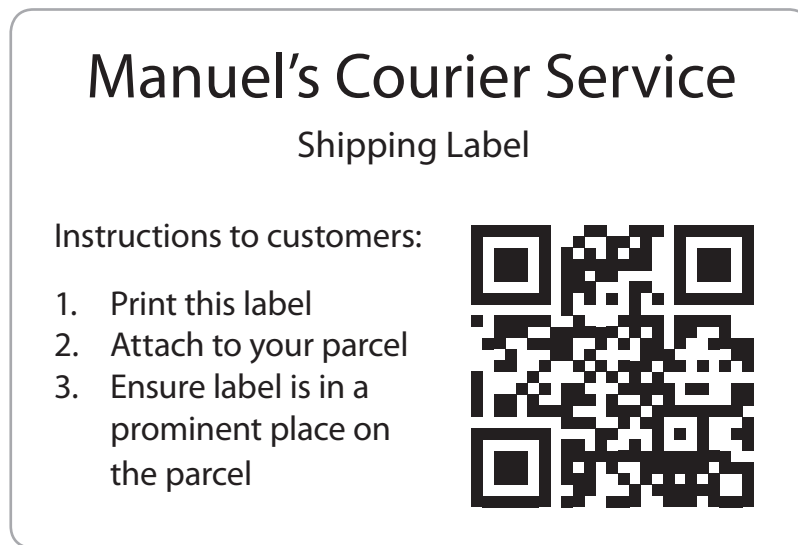 Manuel’s Courier Service
Shipping Label
Instructions to customers:
1. Print this label
2. Attach to your parcel
3. Ensure label is in a
prominent place on
the parcel